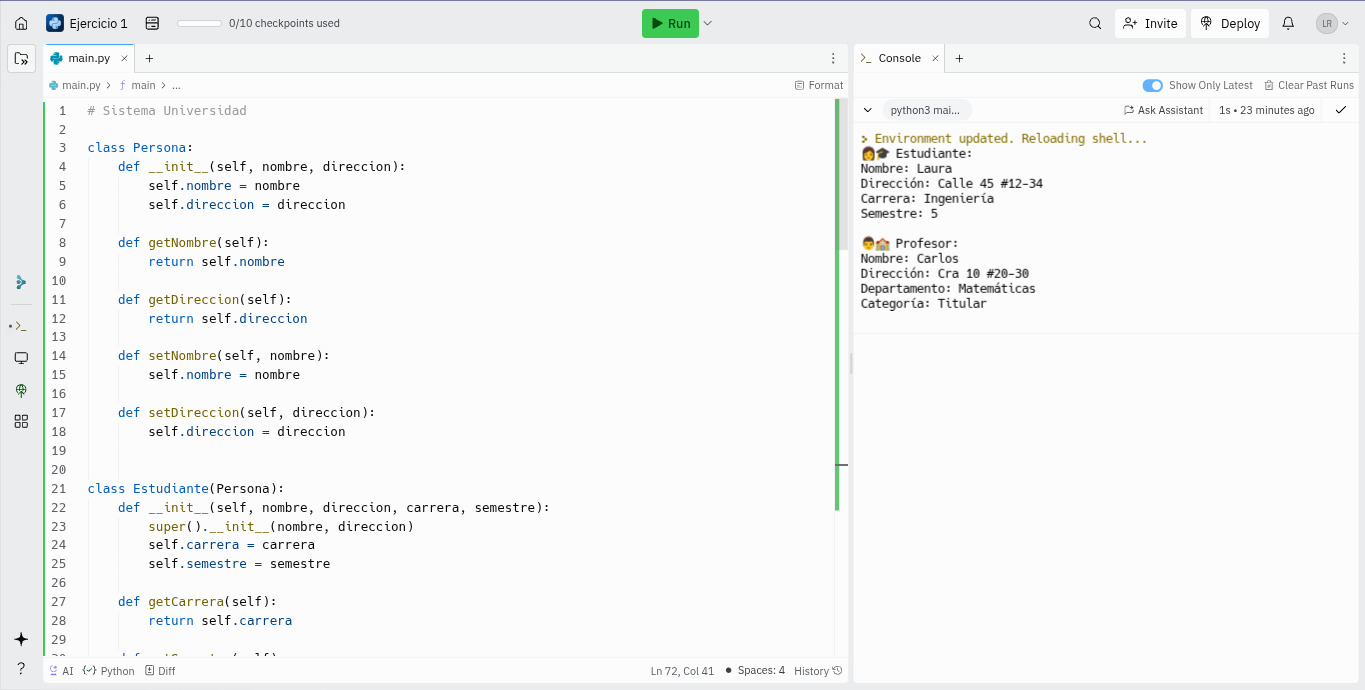 Ejercicio 1
0/10 checkpoints used
Run
Invite
Deploy
LR
main.py
Console
main.py > f main > ...
Format
Show Only Latest
Clear Past Runs
1 # Sistema Universidad
2
3 class Persona:
4     def __init__(self, nombre, direccion):
5         self.nombre = nombre
6         self.direccion = direccion
7
8     def getNombre(self):
9         return self.nombre
10
11     def getDireccion(self):
12         return self.direccion
13
14     def setNombre(self, nombre):
15         self.nombre = nombre
16
17     def setDireccion(self, direccion):
18         self.direccion = direccion
19
20
21 class Estudiante(Persona):
22     def __init__(self, nombre, direccion, carrera, semestre):
23         super().__init__(nombre, direccion)
24         self.carrera = carrera
25         self.semestre = semestre
26
27     def getCarrera(self):
28         return self.carrera
29
python3 mai...
Ask Assistant
1s • 23 minutes ago
> Environment updated. Reloading shell...
👩🎓 Estudiante:
Nombre: Laura
Dirección: Calle 45 #12-34
Carrera: Ingeniería
Semestre: 5
👨🏫 Profesor:
Nombre: Carlos
Dirección: Cra 10 #20-30
Departamento: Matemáticas
Categoría: Titular
AI
Python
Diff
Ln 72, Col 41
Spaces: 4
History